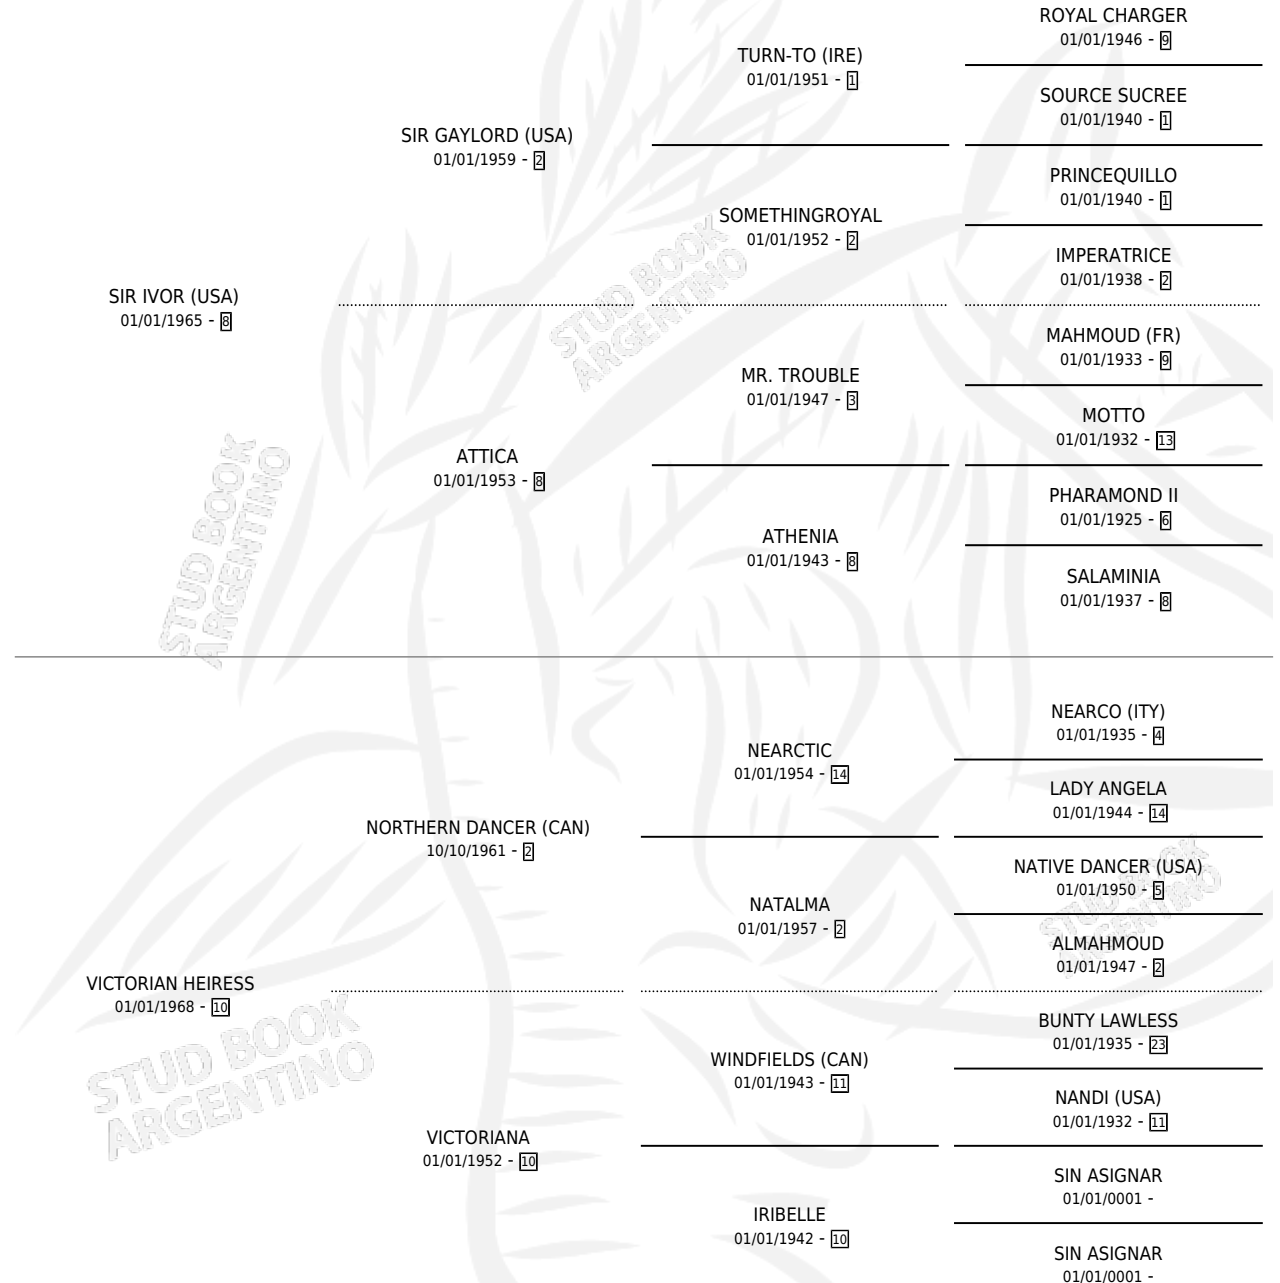 ROYAL CHARGER
01/01/1946 - 9
TURN-TO (IRE)
01/01/1951 - 1
SOURCE SUCREE
01/01/1940 - 1
SIR GAYLORD (USA)
01/01/1959 - 2
PRINCEQUILLO
01/01/1940 - 1
SOMETHINGROYAL
01/01/1952 - 2
IMPERATRICE
01/01/1938 - 2
SIR IVOR (USA)
01/01/1965 - 8
MAHMOUD (FR)
01/01/1933 - 9
MR. TROUBLE
01/01/1947 - 3
MOTTO
01/01/1932 - 13
ATTICA
01/01/1953 - 8
PHARAMOND II
01/01/1925 - 6
ATHENIA
01/01/1943 - 8
SALAMINIA
01/01/1937 - 8
STUD BOOK
ARGENTINO
STUD BOOK
ARGENTINO
NEARCO (ITY)
01/01/1935 - 4
NEARCTIC
01/01/1954 - 14
LADY ANGELA
01/01/1944 - 14
NORTHERN DANCER (CAN)
10/10/1961 - 2
NATIVE DANCER (USA)
01/01/1950 - 5
NATALMA
01/01/1957 - 2
ALMAHMOUD
01/01/1947 - 2
STUD BOOK
ARGENTINO
VICTORIAN HEIRESS
01/01/1968 - 10
BUNTY LAWLESS
01/01/1935 - 23
WINDFIELDS (CAN)
01/01/1943 - 11
NANDI (USA)
01/01/1932 - 11
STUD BOOK
ARGENTINO
VICTORIANA
01/01/1952 - 10
SIN ASIGNAR
01/01/0001 -
IRIBELLE
01/01/1942 - 10
SIN ASIGNAR
01/01/0001 -